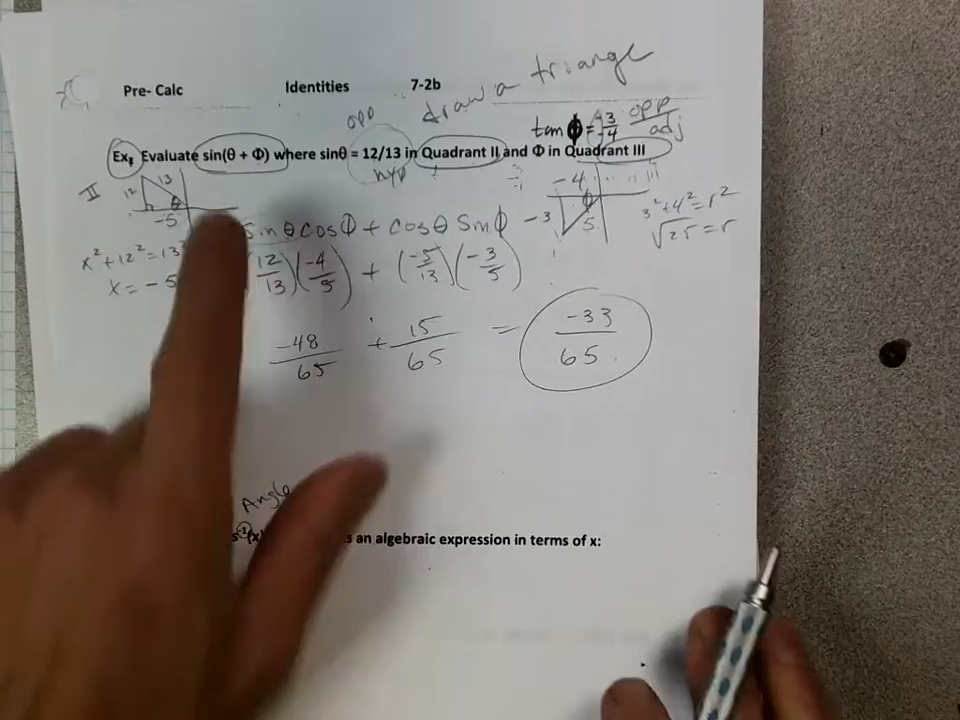 draw a triangle
Pre- Calc Identities 7-2b
opp
tan Φ = -3/-4 opp/adj
Ex, Evaluate sin(θ + Φ) where sinθ = 12/13 in Quadrant II and Φ in Quadrant III
hyp
II 12 13 θ -5
-4 Φ -3 5
3² + 4² = r²
√25 = r
sinθ cosΦ + cosθ sinΦ
x² + 12² = 13²
x = -5
(12/13)(-4/5) + (-5/13)(-3/5)
-48/65 + 15/65 = -33/65
Angle
s an algebraic expression in terms of x: